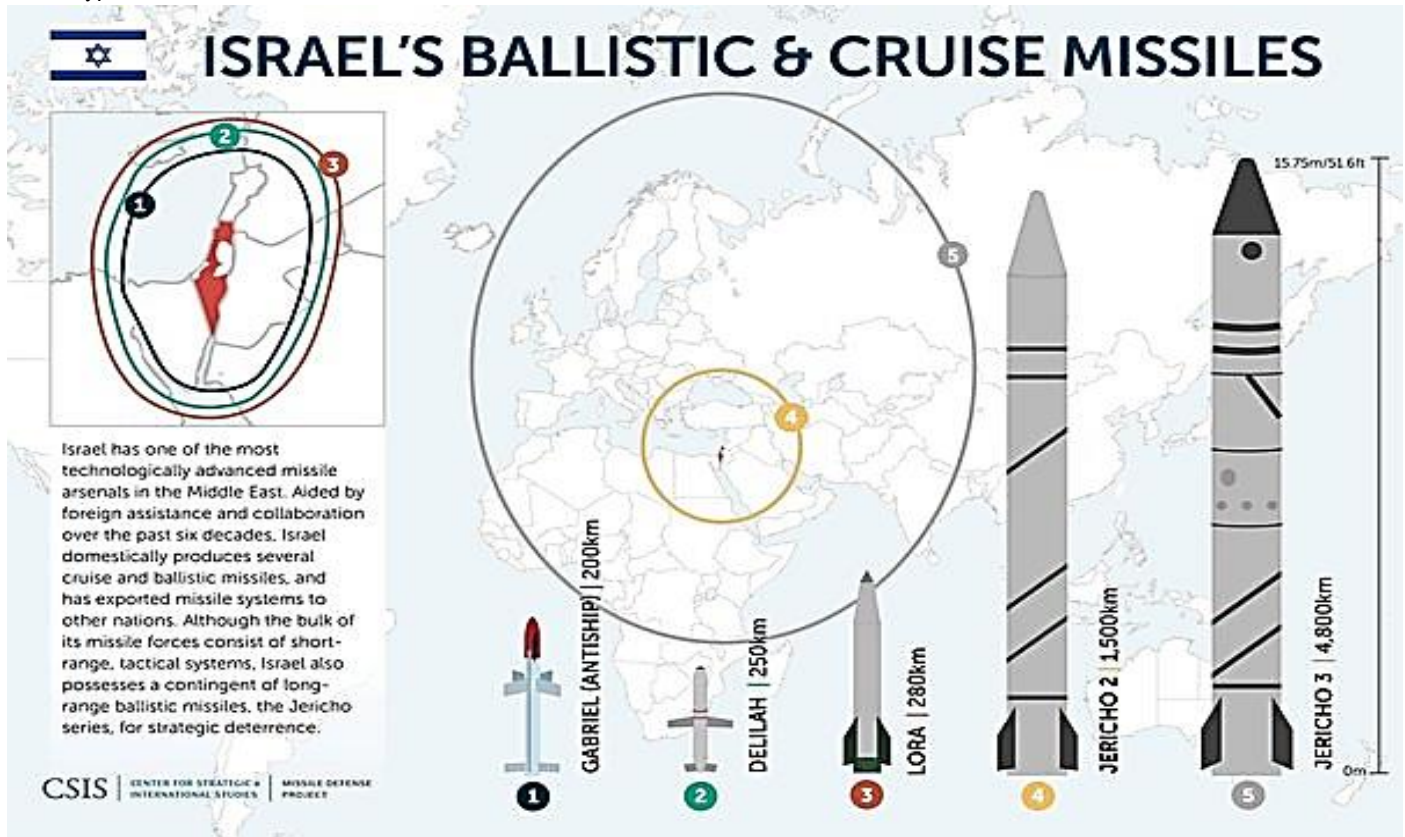 ISRAEL'S BALLISTIC & CRUISE MISSILES
1
2
3
Israel has one of the most
technologically advanced missile
arsenals in the Middle East. Aided by
foreign assistance and collaboration
over the past six decades, Israel
domestically produces several
cruise and ballistic missiles, and
has exported missile systems to
other nations. Although the bulk of
its missile forces consist of short-
range, tactical systems, Israel also
possesses a contingent of long-
range ballistic missiles, the Jericho
series, for strategic deterrence.
CSIS
CENTER FOR STRATEGIC &
INTERNATIONAL STUDIES
MISSILE DEFENSE
PROJECT
5
4
GABRIEL (ANTISHIP) | 200km
1
DELILAH | 250km
2
LORA | 280km
3
JERICHO 2 | 1,500km
4
JERICHO 3 | 4,800km
5
15.75m/51.6ft
0m